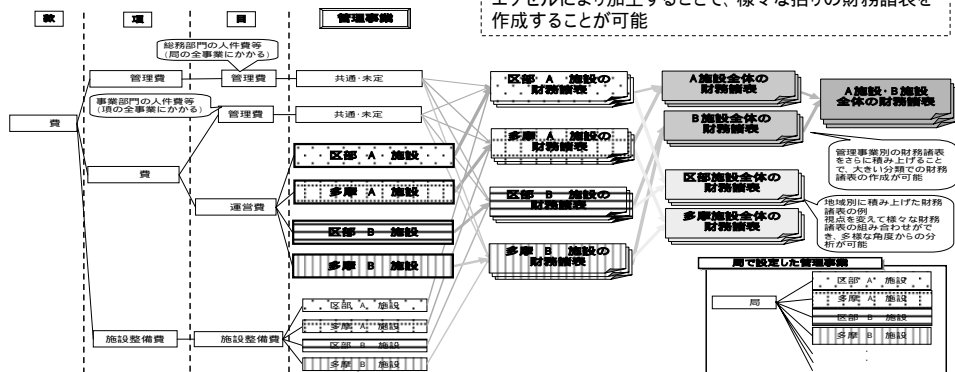 エクセルにより加工することで、様々な括りの財務諸表を
作成することが可能
款
項
目
管理事業
総務部門の人件費等
(局の全事業にかかる)
管理費
管理費
共通・未定
事業部門の人件費等
(項の全事業にかかる)
管理費
共通・未定
費
費
運営費
区部 A 施設
多摩 A 施設
区部 B 施設
多摩 B 施設
施設整備費
施設整備費
区部 A 施設
多摩 A 施設
区部 B 施設
多摩 B 施設
区部 A 施設の
財務諸表
多摩 A 施設の
財務諸表
区部 B 施設の
財務諸表
多摩 B 施設の
財務諸表
A施設全体の
財務諸表
B施設全体の
財務諸表
区部施設全体の
財務諸表
多摩施設全体の
財務諸表
A施設・B施設
全体の財務諸表
管理事業別の財務諸表
をさらに積み上げること
で、大きい分類での財務
諸表の作成が可能
地域別に積み上げた財務
諸表の例
視点を変えて様々な財務
諸表の組み合わせがで
き、多様な角度からの分
析が可能
局で設定した管理事業
局
区部 A 施設
多摩 A 施設
区部 B 施設
多摩 B 施設